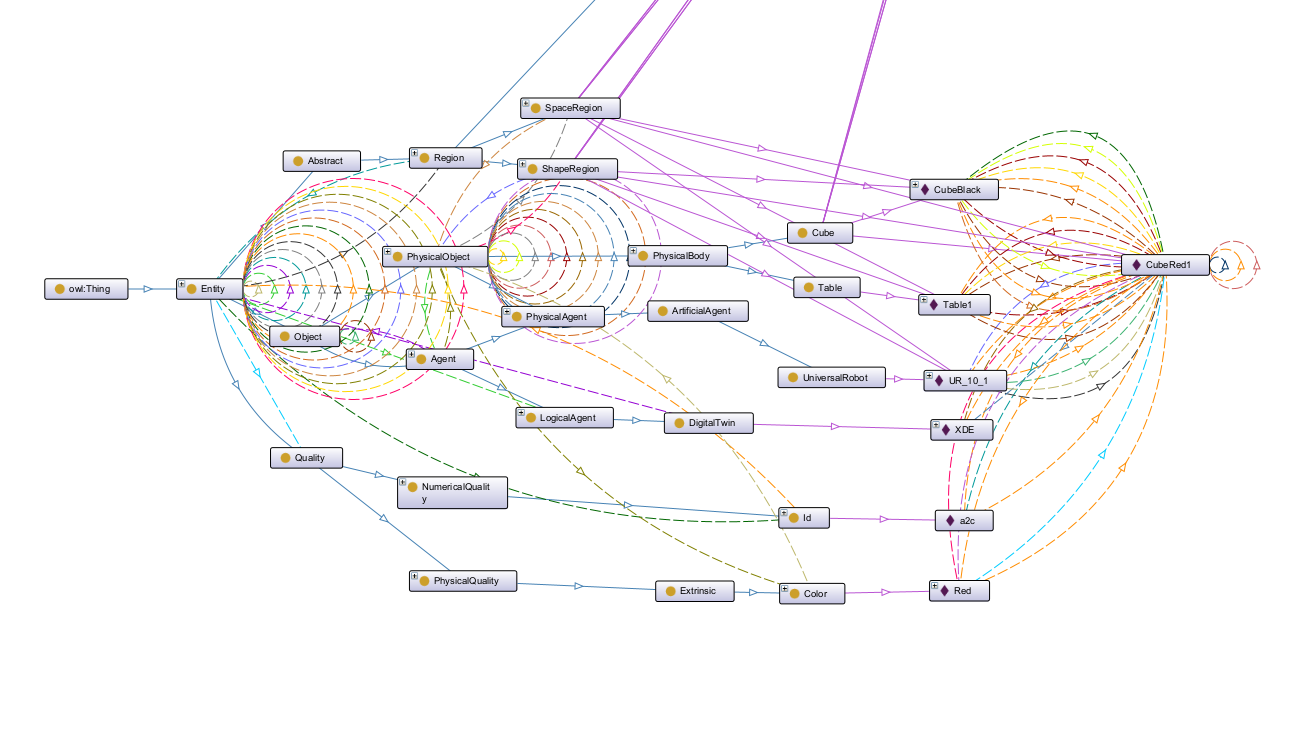 SpaceRegion
Abstract
Region
ShapeRegion
CubeBlack
Cube
PhysicalObject
PhysicalBody
CubeRed1
owl:Thing
Entity
Table
Table1
PhysicalAgent
ArtificialAgent
Object
Agent
UniversalRobot
UR_10_1
LogicalAgent
DigitalTwin
XDE
Quality
NumericalQualit
y
Id
a2c
PhysicalQuality
Extrinsic
Color
Red